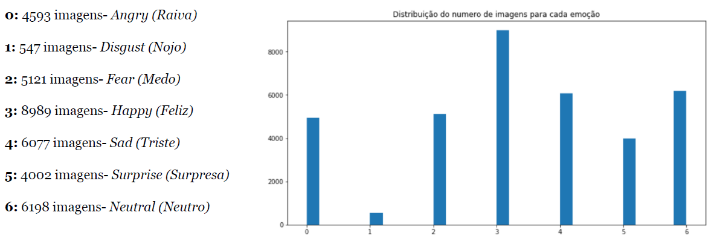 0: 4593 imagens- Angry (Raiva)
1: 547 imagens- Disgust (Nojo)
2: 5121 imagens- Fear (Medo)
3: 8989 imagens- Happy (Feliz)
4: 6077 imagens- Sad (Triste)
5: 4002 imagens- Surprise (Surpresa)
6: 6198 imagens- Neutral (Neutro)
Distribuição do numero de imagens para cada emoção
8000
6000
4000
2000
0
0 1 2 3 4 5 6